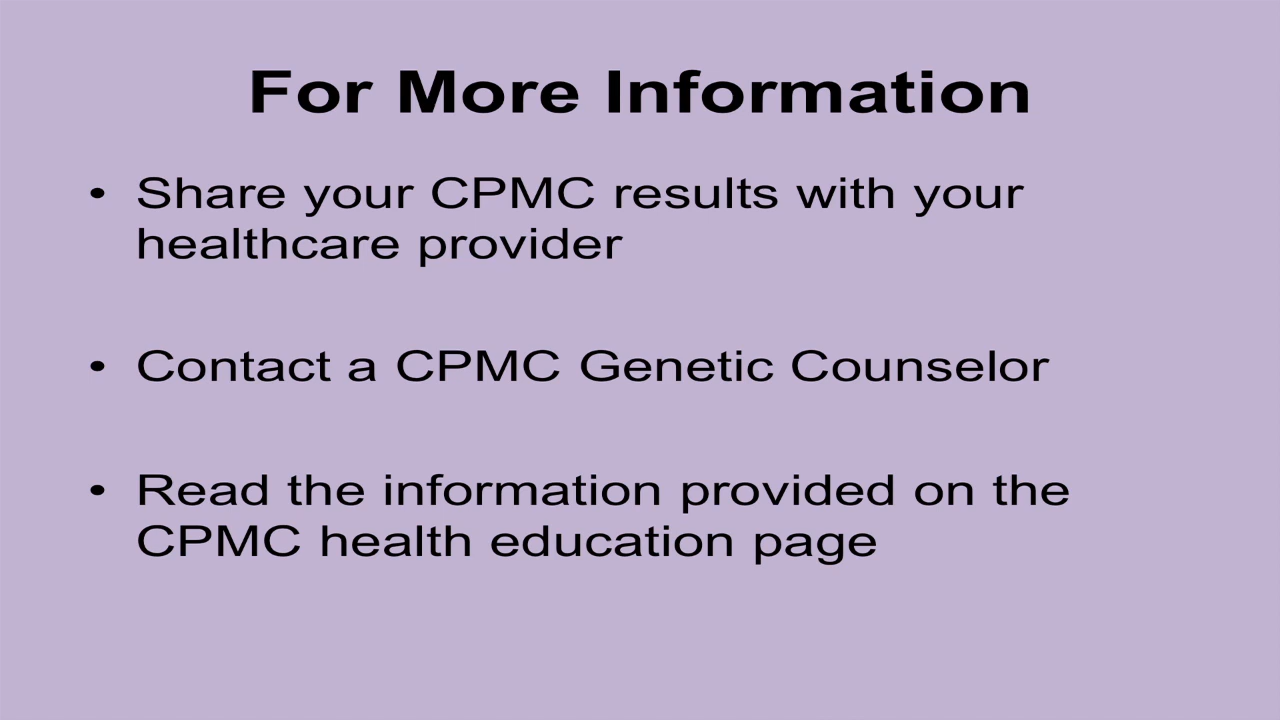 For More Information
• Share your CPMC results with your
healthcare provider
• Contact a CPMC Genetic Counselor
• Read the information provided on the
CPMC health education page